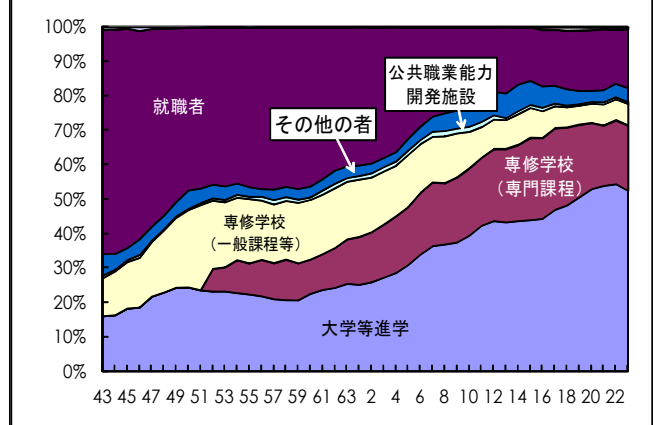 100%
90%
80%
70%
60%
50%
40%
30%
20%
10%
0%
就職者
その他の者
公共職業能力
開発施設
専修学校
(一般課程等)
専修学校
(専門課程)
大学等進学
43 45 47 49 51 53 55 57 59 61 63 2 4 6 8 10 12 14 16 18 20 22